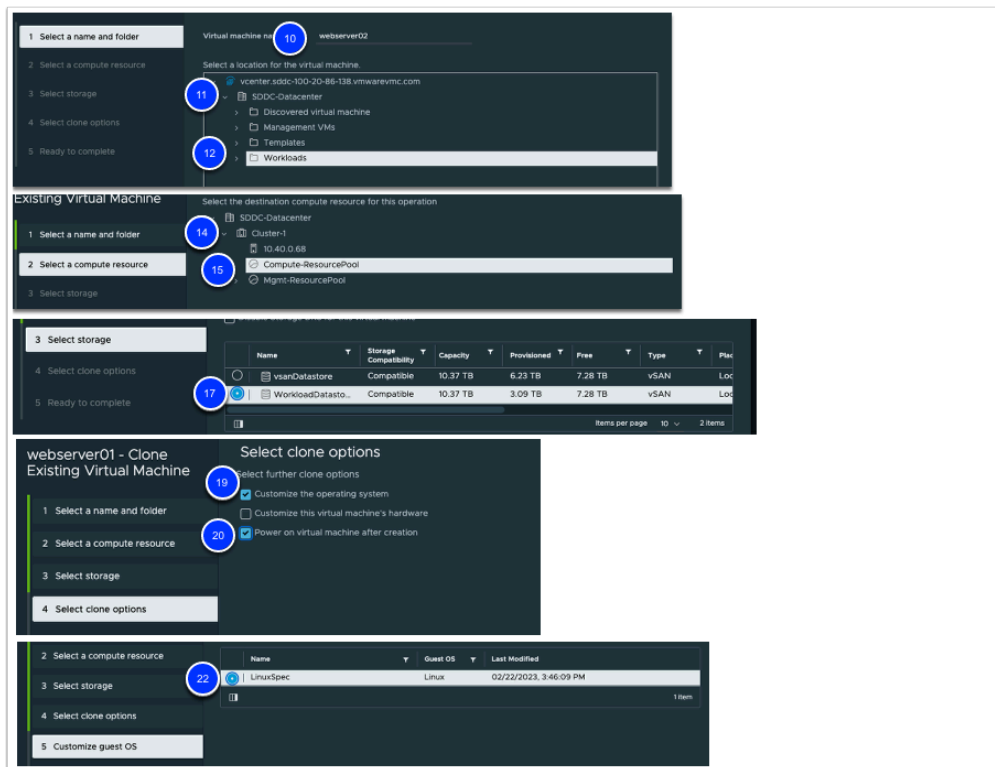 1 Select a name and folder
Virtual machine na 10 webserver02
2 Select a compute resource
Select a location for the virtual machine.
vcenter.sddc-100-20-86-138.vmwarevmc.com
3 Select storage
11 SDDC-Datacenter
Discovered virtual machine
4 Select clone options
Management VMs
Templates
5 Ready to complete
12 Workloads
Existing Virtual Machine
Select the destination compute resource for this operation
SDDC-Datacenter
1 Select a name and folder
14 Cluster-1
10.40.0.68
2 Select a compute resource
15 Compute-ResourcePool
Mgmt-ResourcePool
3 Select storage
3 Select storage
Name Storage Compatibility Capacity Provisioned Free Type Plac
4 Select clone options
vsanDatastore Compatible 10.37 TB 6.23 TB 7.28 TB vSAN Loc
5 Ready to complete
17 WorkloadDatasto... Compatible 10.37 TB 3.09 TB 7.28 TB vSAN Loc
Items per page 10 2 items
webserver01 - Clone
Existing Virtual Machine
Select clone options
Select further clone options
19 Customize the operating system
1 Select a name and folder
Customize this virtual machine's hardware
20 Power on virtual machine after creation
2 Select a compute resource
3 Select storage
4 Select clone options
2 Select a compute resource
Name Guest OS Last Modified
3 Select storage
22 LinuxSpec Linux 02/22/2023, 3:46:09 PM
1 item
4 Select clone options
5 Customize guest OS